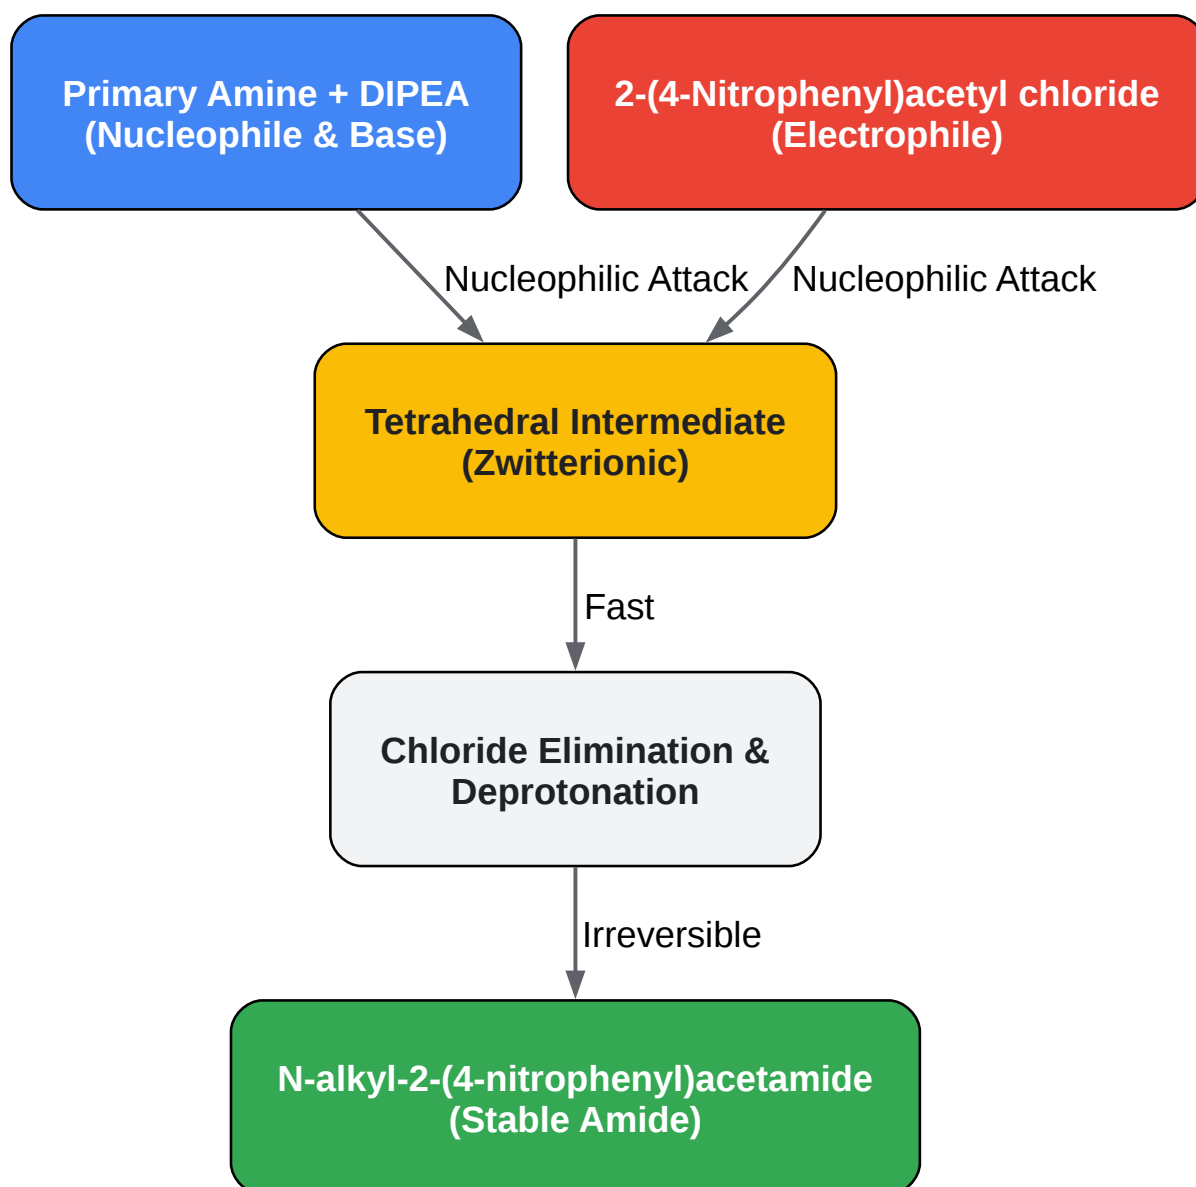 Primary Amine + DIPEA
(Nucleophile & Base)
2-(4-Nitrophenyl)acetyl chloride
(Electrophile)
Nucleophilic Attack
Nucleophilic Attack
Tetrahedral Intermediate
(Zwitterionic)
Fast
Chloride Elimination &
Deprotonation
Irreversible
N-alkyl-2-(4-nitrophenyl)acetamide
(Stable Amide)